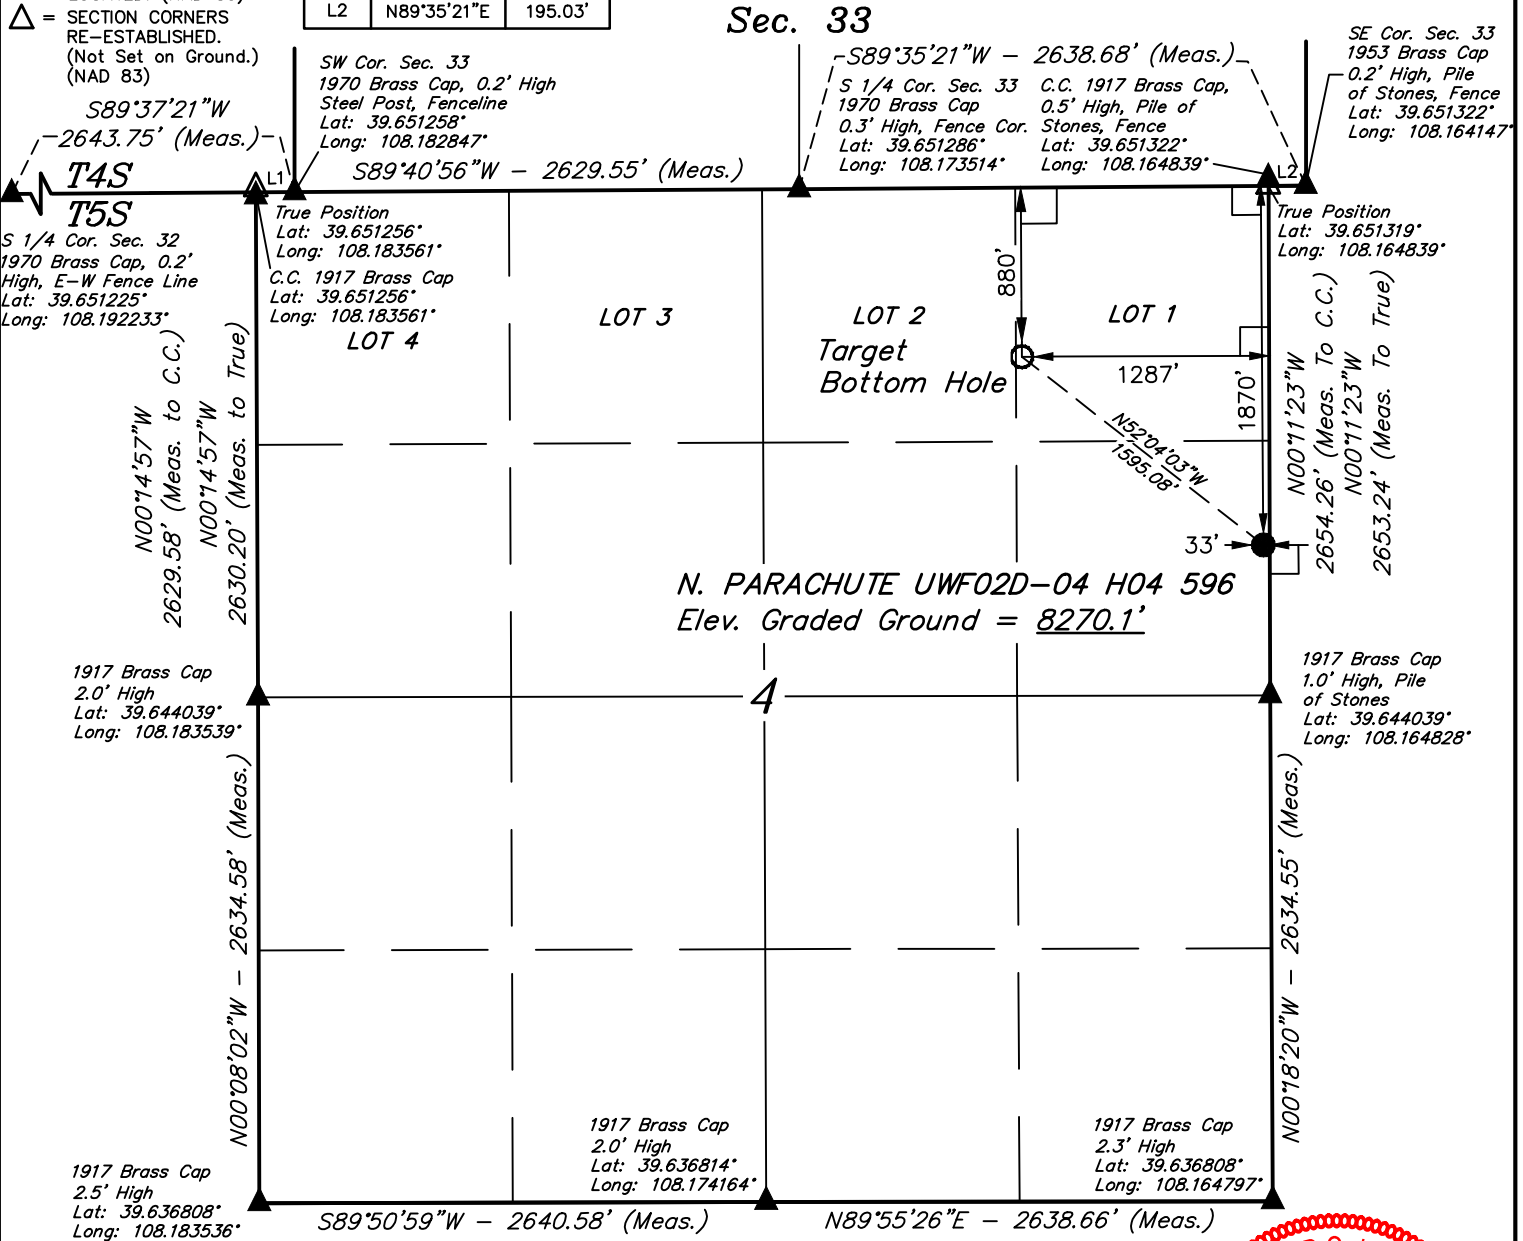 = SECTION CORNERS
RE-ESTABLISHED.
(Not Set on Ground.)
(NAD 83)
L2 N89°35'21"E 195.03'
Sec. 33
S89°37'21"W
2643.75' (Meas.)
SW Cor. Sec. 33
1970 Brass Cap, 0.2' High
Steel Post, Fenceline
Lat: 39.651258°
Long: 108.182847°
S89°40'56"W - 2629.55' (Meas.)
S89°35'21"W - 2638.68' (Meas.)
S 1/4 Cor. Sec. 33
1970 Brass Cap
0.3' High, Fence Cor.
Lat: 39.651286°
Long: 108.173514°
C.C. 1917 Brass Cap,
0.5' High, Pile of
Stones, Fence
Lat: 39.651322°
Long: 108.164839°
SE Cor. Sec. 33
1953 Brass Cap
0.2' High, Pile
of Stones, Fence
Lat: 39.651322°
Long: 108.164147°
T4S
T5S
L1
L2
S 1/4 Cor. Sec. 32
1970 Brass Cap, 0.2'
High, E-W Fence Line
Lat: 39.651225°
Long: 108.192233°
True Position
Lat: 39.651256°
Long: 108.183561°
C.C. 1917 Brass Cap
Lat: 39.651256°
Long: 108.183561°
True Position
Lat: 39.651319°
Long: 108.164839°
LOT 4
LOT 3
LOT 2
LOT 1
880'
Target
Bottom Hole
1287'
1870'
N52°04'03"W
1595.08'
33'
N00°14'57"W
2629.58' (Meas. to C.C.)
N00°14'57"W
2630.20' (Meas. to True)
N00°11'23"W
2654.26' (Meas. To C.C.)
N00°11'23"W
2653.24' (Meas. To True)
N. PARACHUTE UWF02D-04 H04 596
Elev. Graded Ground = 8270.1'
1917 Brass Cap
2.0' High
Lat: 39.644039°
Long: 108.183539°
4
1917 Brass Cap
1.0' High, Pile
of Stones
Lat: 39.644039°
Long: 108.164828°
N00°08'02"W - 2634.58' (Meas.)
N00°18'20"W - 2634.55' (Meas.)
1917 Brass Cap
2.5' High
Lat: 39.636808°
Long: 108.183536°
1917 Brass Cap
2.0' High
Lat: 39.636814°
Long: 108.174164°
1917 Brass Cap
2.3' High
Lat: 39.636808°
Long: 108.164797°
S89°50'59"W - 2640.58' (Meas.)
N89°55'26"E - 2638.66' (Meas.)